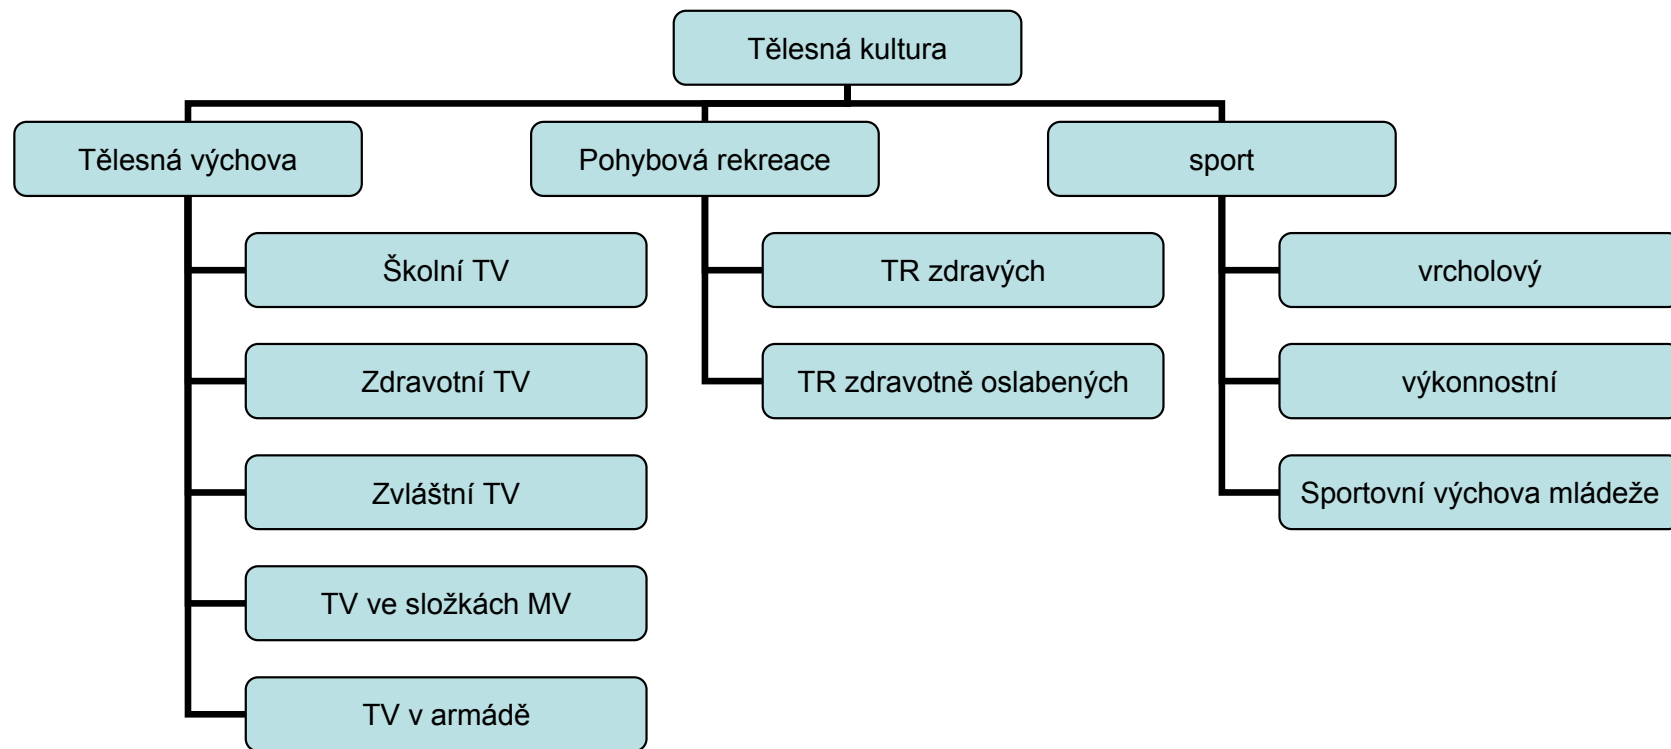 Tělesná kultura
Tělesná výchova
Pohybová rekreace
sport
Školní TV
TR zdravých
vrcholový
Zdravotní TV
TR zdravotně oslabených
výkonnostní
Zvláštní TV
Sportovní výchova mládeže
TV ve složkách MV
TV v armádě